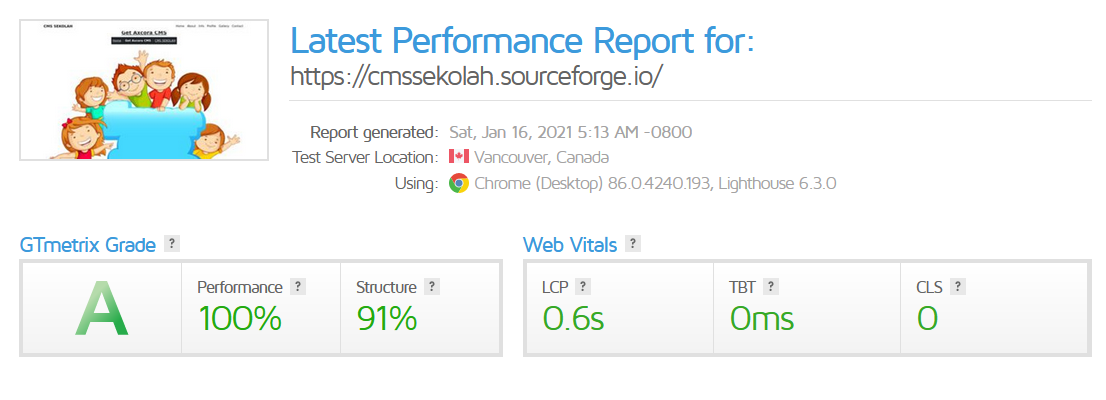 CMS SEKOLAH
Home About Info Profile Galery Contact
Get Axcora CMS
Home Get Axcora CMS CMS SEKOLAH
Latest Performance Report for:
https://cmssekolah.sourceforge.io/
Report generated: Sat, Jan 16, 2021 5:13 AM -0800
Test Server Location: Vancouver, Canada
Using: Chrome (Desktop) 86.0.4240.193, Lighthouse 6.3.0
GTmetrix Grade ?
Web Vitals ?
A
Performance ? Structure ?
100% 91%
LCP ? TBT ? CLS ?
0.6s 0ms 0